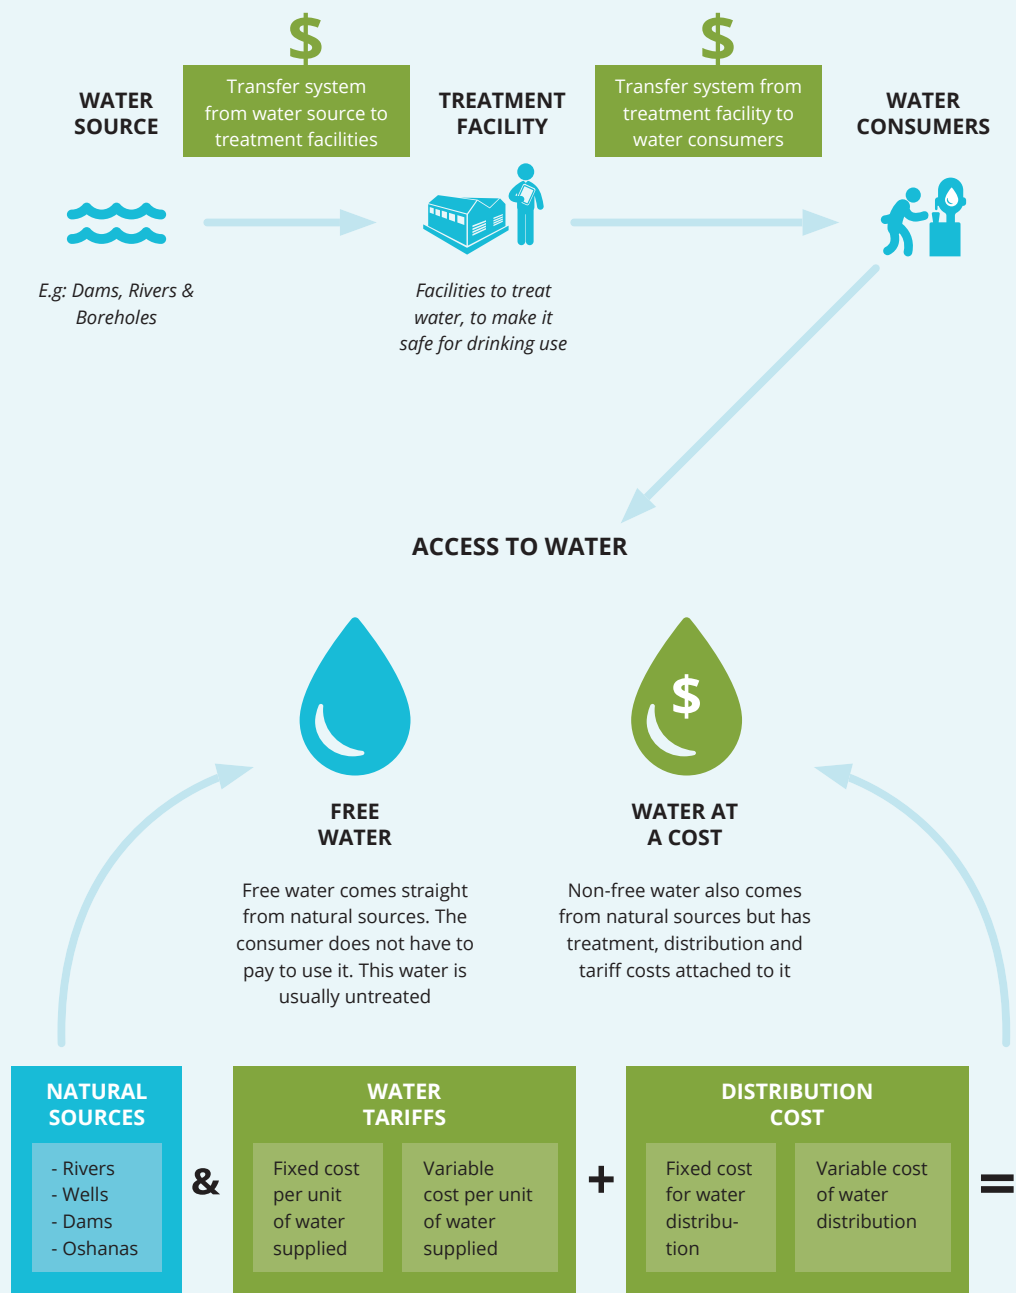 $
$
WATER
SOURCE
Transfer system
from water source to
treatment facilities
TREATMENT
FACILITY
Transfer system from
treatment facility to
water consumers
WATER
CONSUMERS
E.g: Dams, Rivers &
Boreholes
Facilities to treat
water, to make it
safe for drinking use
ACCESS TO WATER
$
FREE
WATER
Free water comes straight
from natural sources. The
consumer does not have to
pay to use it. This water is
usually untreated
WATER AT
A COST
Non-free water also comes
from natural sources but has
treatment, distribution and
tariff costs attached to it
NATURAL
SOURCES
- Rivers
- Wells
- Dams
- Oshanas
&
WATER
TARIFFS
Fixed cost
per unit
of water
supplied
Variable
cost per unit
of water
supplied
+
DISTRIBUTION
COST
Fixed cost
for water
distribu-
tion
Variable cost
of water
distribution
=